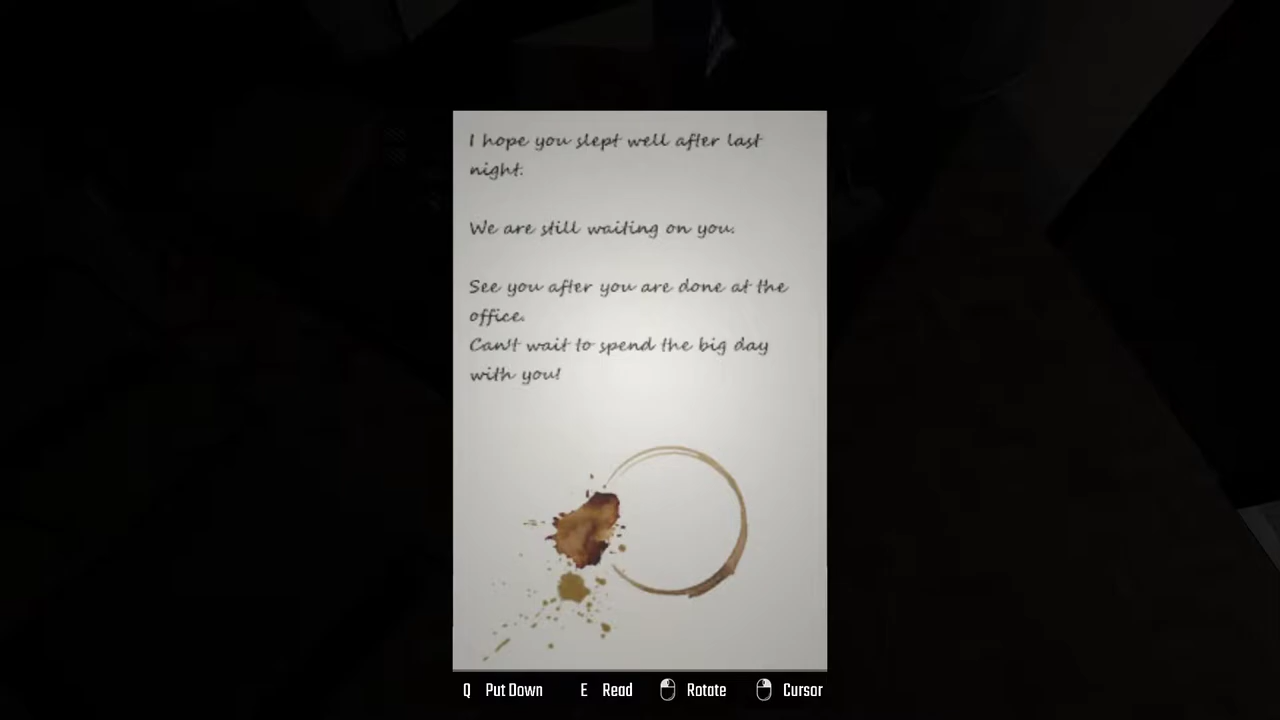 I hope you slept well after last
night.
We are still waiting on you.
See you after you are done at the
office.
Can't wait to spend the big day
with you!
Q Put Down E Read Rotate Cursor